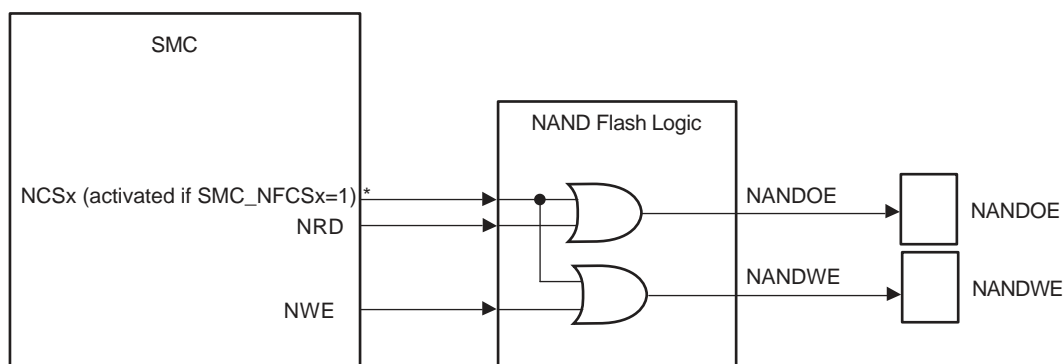 SMC
NAND Flash Logic
NCSx (activated if SMC_NFCSx=1) *
NANDOE
NANDOE
NRD
NANDWE
NANDWE
NWE